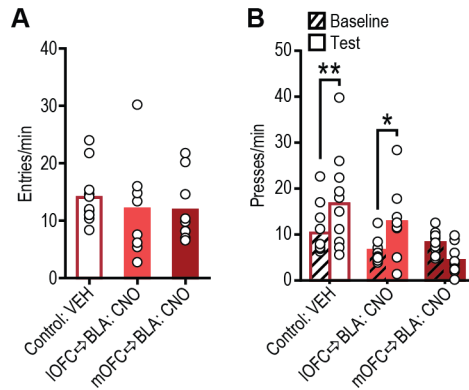 A
Entries/min
40
30
20
10
0
Control: VEH
lOFC➩BLA: CNO
mOFC➩BLA: CNO
B
Baseline
Test
Presses/min
50
40
30
20
10
0
**
*
Control: VEH
lOFC➩BLA: CNO
mOFC➩BLA: CNO